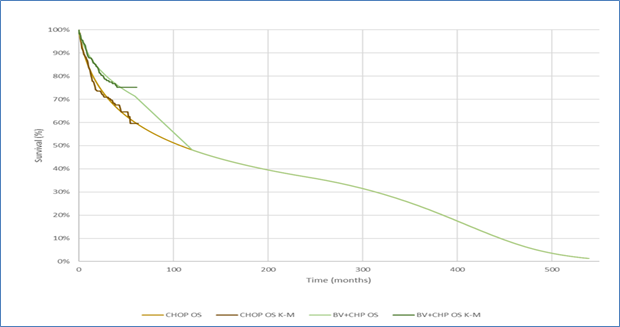 100%
90%
80%
70%
60%
50%
40%
30%
20%
10%
0%
Survival (%)
0 100 200 300 400 500
Time (months)
CHOP OS CHOP OS K-M BV+CHP OS BV+CHP OS K-M